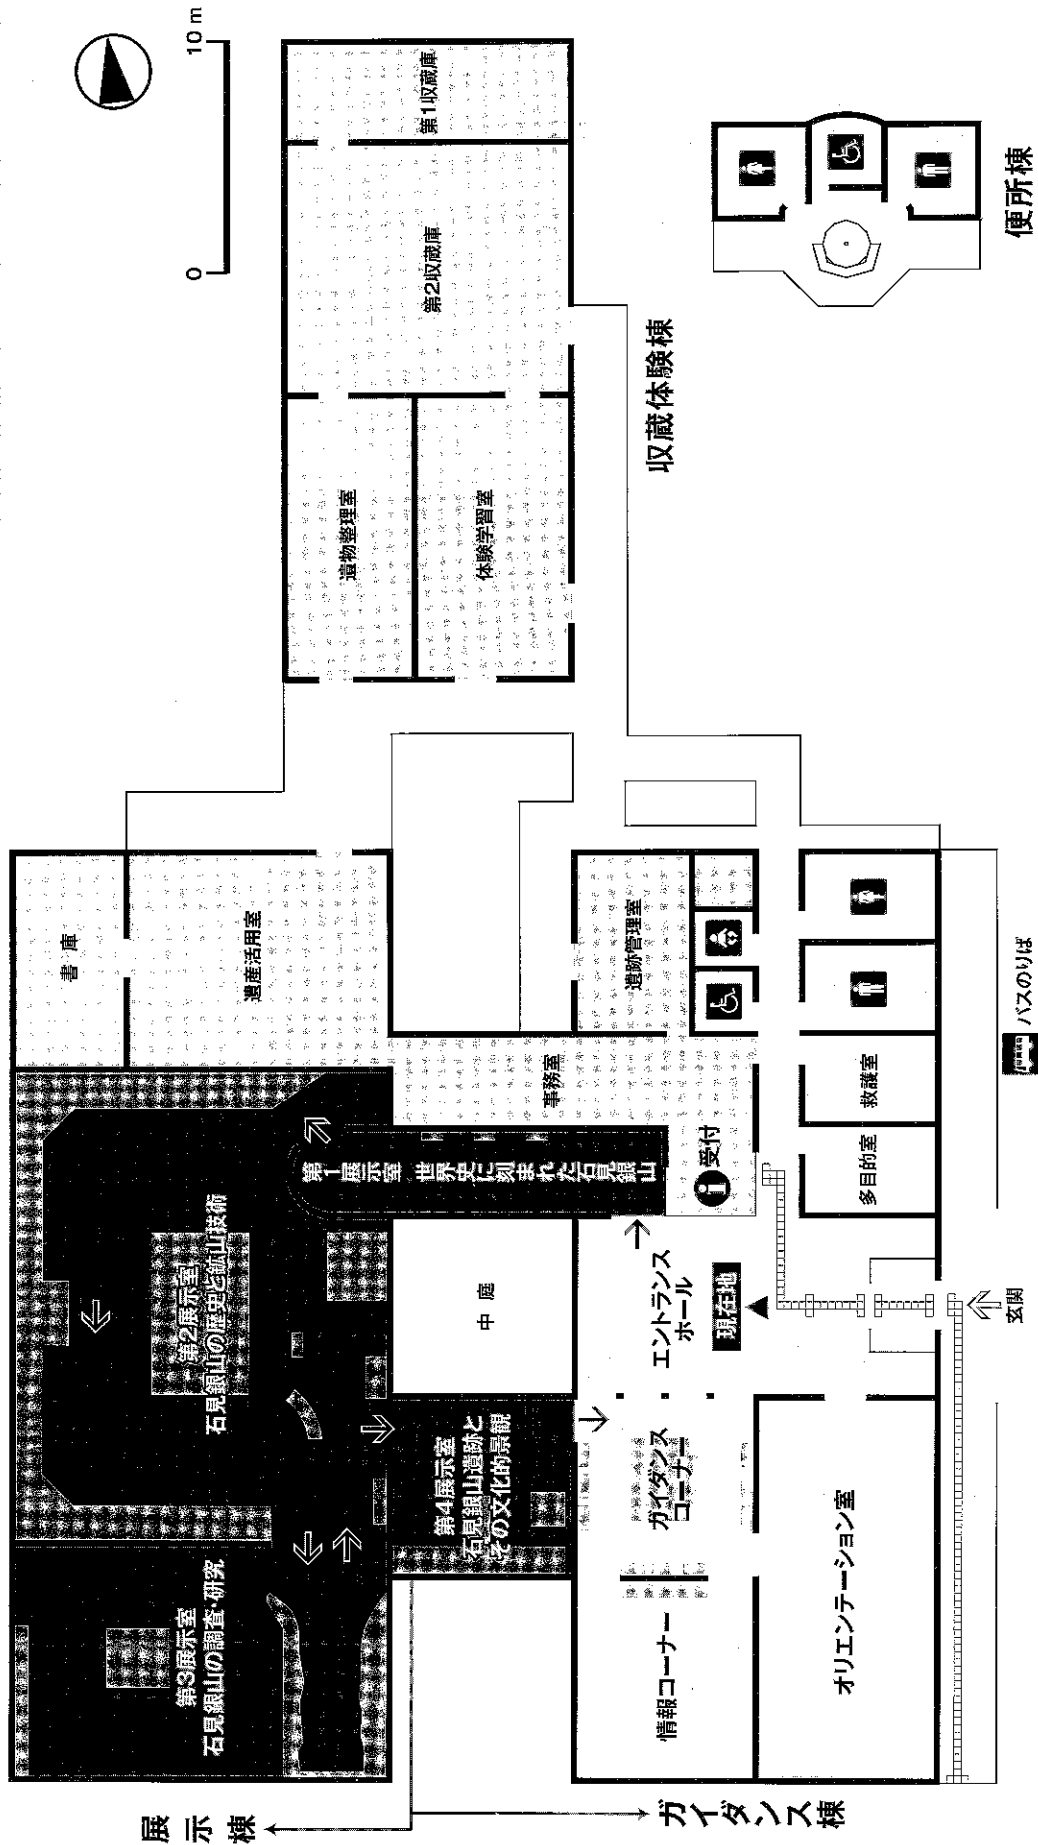 展示棟
ガイダンス棟
収蔵体験棟
便所棟
0
10 m
書庫
遺産活用室
第1収蔵庫
第2収蔵庫
遺物整理室
体験学習室
第3展示室
石見銀山の調査・研究
第2展示室
石見銀山の歴史と鉱山技術
第1展示室 世界史に刻まれた石見銀山
第4展示室
石見銀山遺跡と
その文化的景観
中庭
事務室
遺跡管理室
情報コーナー
ガイダンス
コーナー
エントランス
ホール
現在地
i 受付
オリエンテーション室
多目的室
救護室
玄関
バスのりば